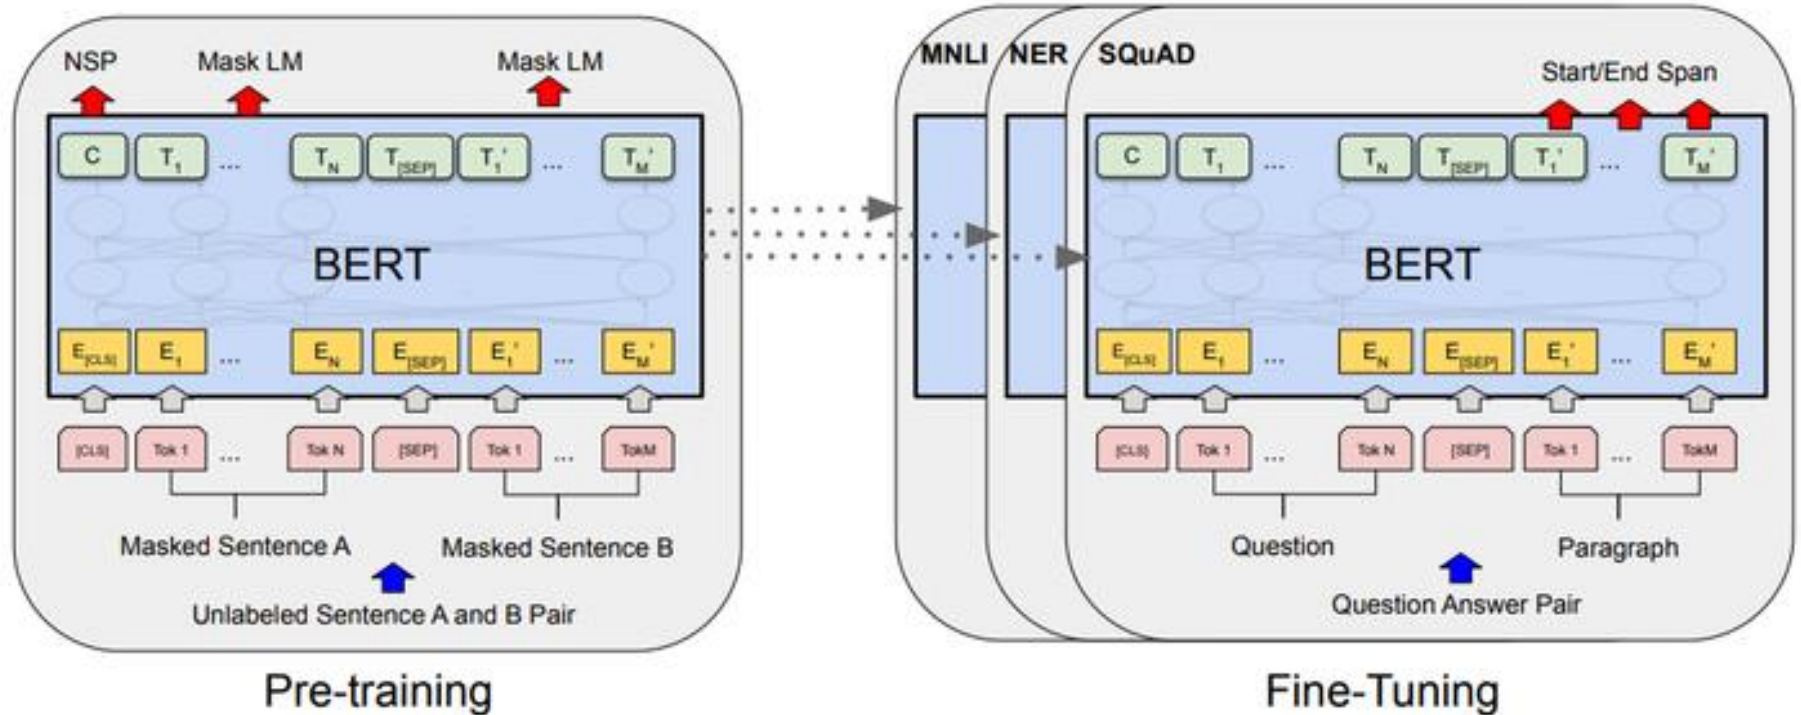 NSP Mask LM Mask LM
C T1 ... TN T[SEP] T1' ... TM'
BERT
E[CLS] E1 ... EN E[SEP] E1' ... EM'
[CLS] Tok 1 ... Tok N [SEP] Tok 1 ... TokM
Masked Sentence A Masked Sentence B
Unlabeled Sentence A and B Pair
Pre-training
MNLI NER SQuAD
Start/End Span
C T1 ... TN T[SEP] T1' ... TM'
BERT
E[CLS] E1 ... EN E[SEP] E1' ... EM'
[CLS] Tok 1 ... Tok N [SEP] Tok 1 ... TokM
Question Paragraph
Question Answer Pair
Fine-Tuning